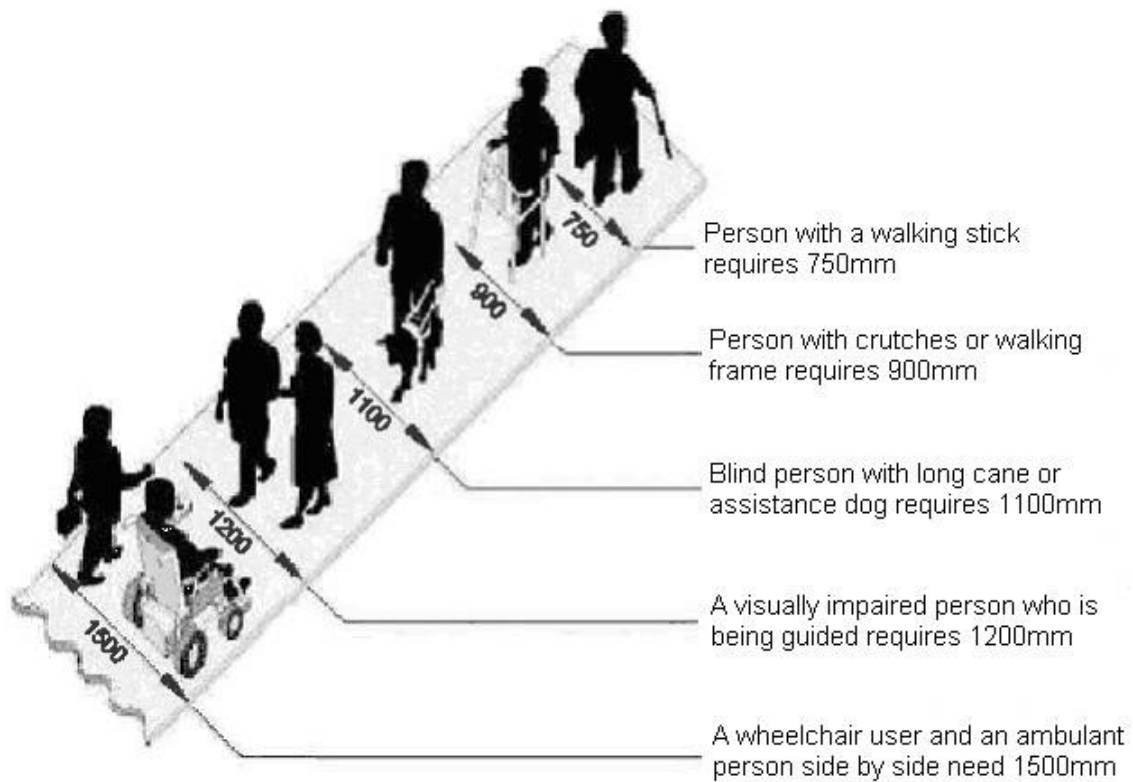 750
Person with a walking stick
requires 750mm
900
Person with crutches or walking
frame requires 900mm
1100
Blind person with long cane or
assistance dog requires 1100mm
1200
A visually impaired person who is
being guided requires 1200mm
1500
A wheelchair user and an ambulant
person side by side need 1500mm